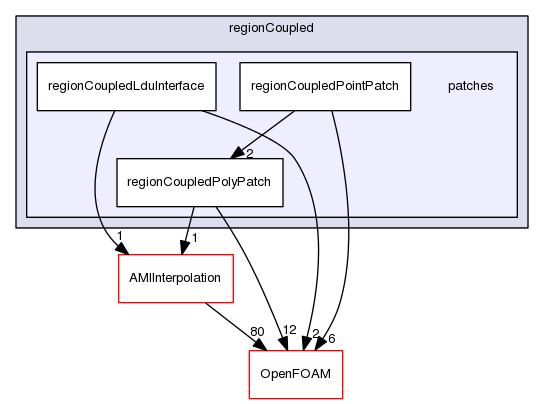 regionCoupled
regionCoupledLduInterface
regionCoupledPointPatch
patches
2
regionCoupledPolyPatch
1
1
AMIInterpolation
80
12
2
6
OpenFOAM